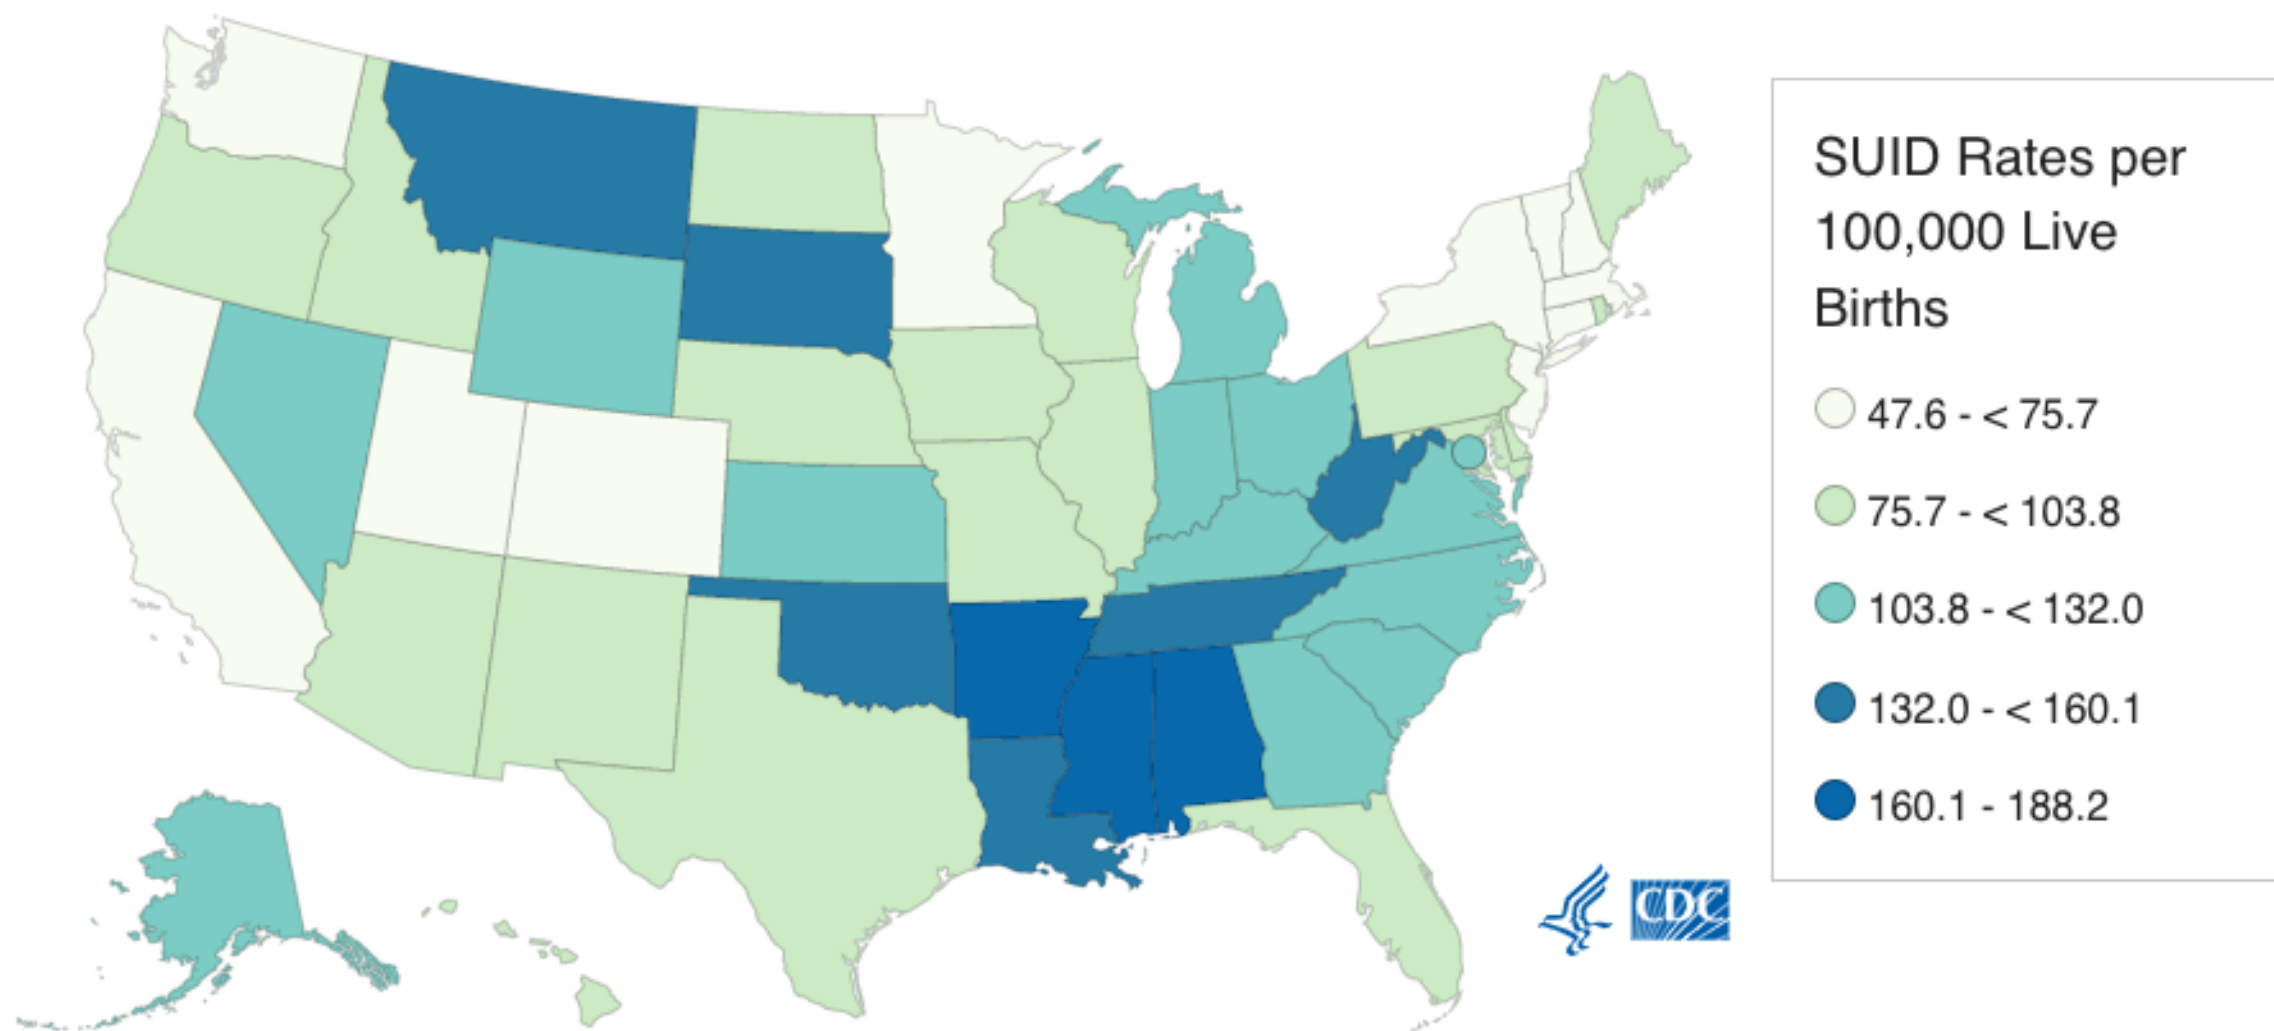 SUID Rates per
100,000 Live
Births
47.6 - < 75.7
75.7 - < 103.8
103.8 - < 132.0
132.0 - < 160.1
160.1 - 188.2
CDC